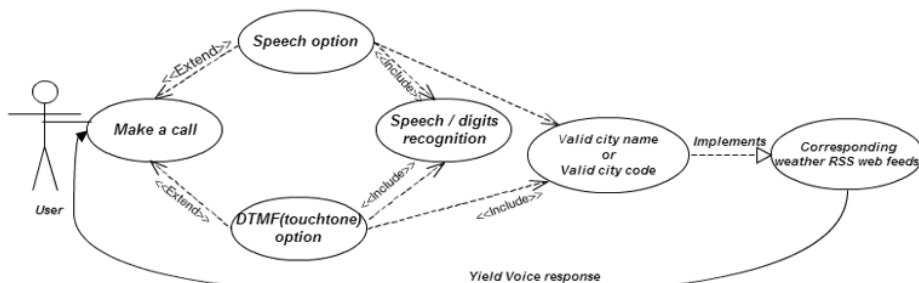 Speech option
<<Extend>>
<<Include>>
Make a call
Speech / digits
recognition
Valid city name
or
Valid city code
Implements
Corresponding
weather RSS web feeds
User
<<Extend>>
DTMF(touchtone)
option
<<Include>>
<<Include>>
Yield Voice response